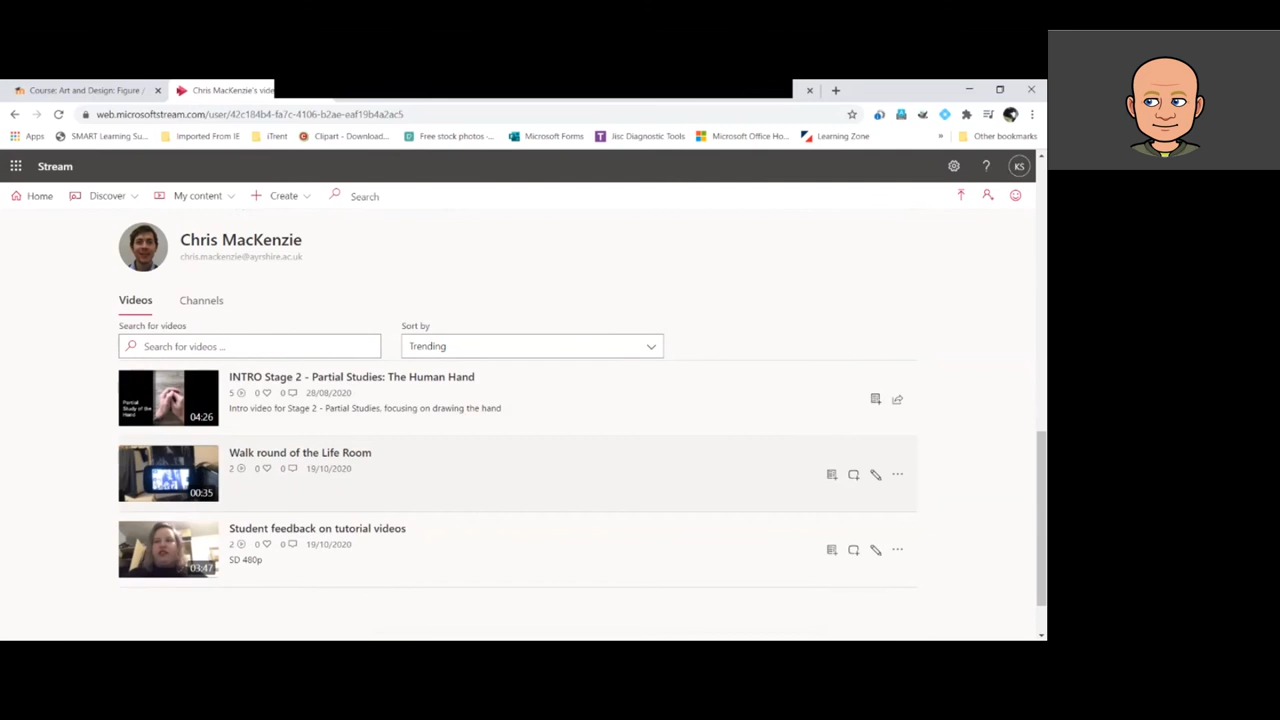 Course: Art and Design: Figure /
Chris MacKenzie's vide
web.microsoftstream.com/user/42c184b4-fa7c-4106-b2ae-eaf19b4a2ac5
Apps SMART Learning Su... Imported From IE iTrent Clipart - Download... Free stock photos -... Microsoft Forms Jisc Diagnostic Tools Microsoft Office Ho... Learning Zone » Other bookmarks
Stream ? KS
Home Discover My content Create Search
Chris MacKenzie
chris.mackenzie@ayrshire.ac.uk
Videos Channels
Search for videos Sort by
Search for videos ... Trending
INTRO Stage 2 - Partial Studies: The Human Hand
5 0 0 28/08/2020
Intro video for Stage 2 - Partial Studies, focusing on drawing the hand
Partial
Study of the
Hand
04:26
Walk round of the Life Room
2 0 0 19/10/2020
00:35
Student feedback on tutorial videos
2 0 0 19/10/2020
SD 480p
03:47